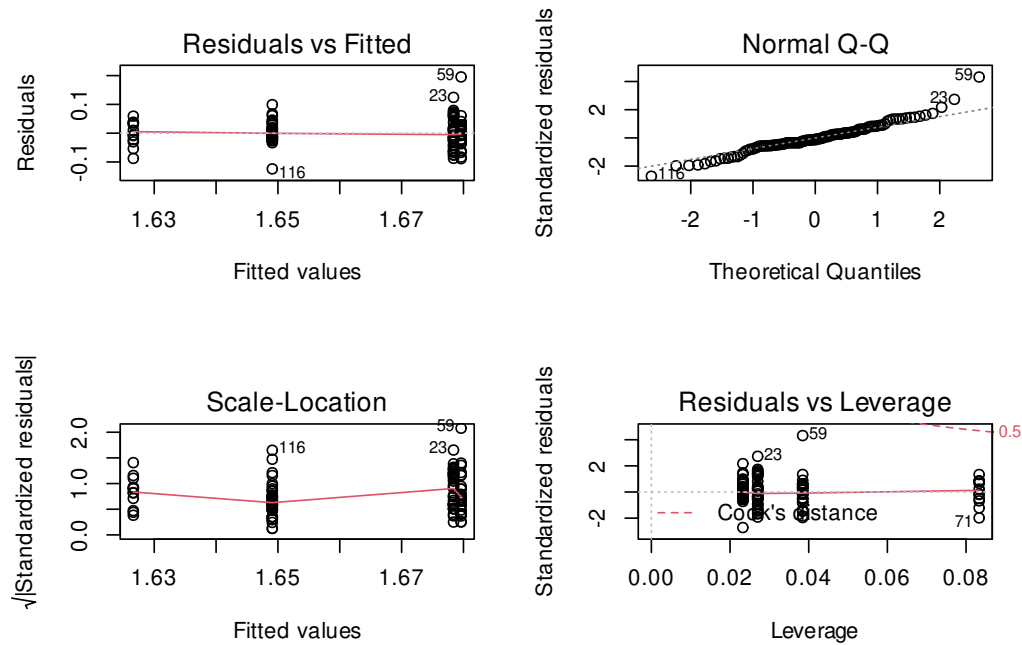 Residuals vs Fitted
Residuals
0.1
-0.1
59
23
116
1.63
1.65
1.67
Fitted values
Normal Q-Q
Standardized residuals
2
-2
59
23
116
-2
-1
0
1
2
Theoretical Quantiles
Scale-Location
√|Standardized residuals|
2.0
1.0
0.0
59
116
23
1.63
1.65
1.67
Fitted values
Residuals vs Leverage
Standardized residuals
2
-2
0.5
59
23
Cook's distance
71
0.00
0.02
0.04
0.06
0.08
Leverage